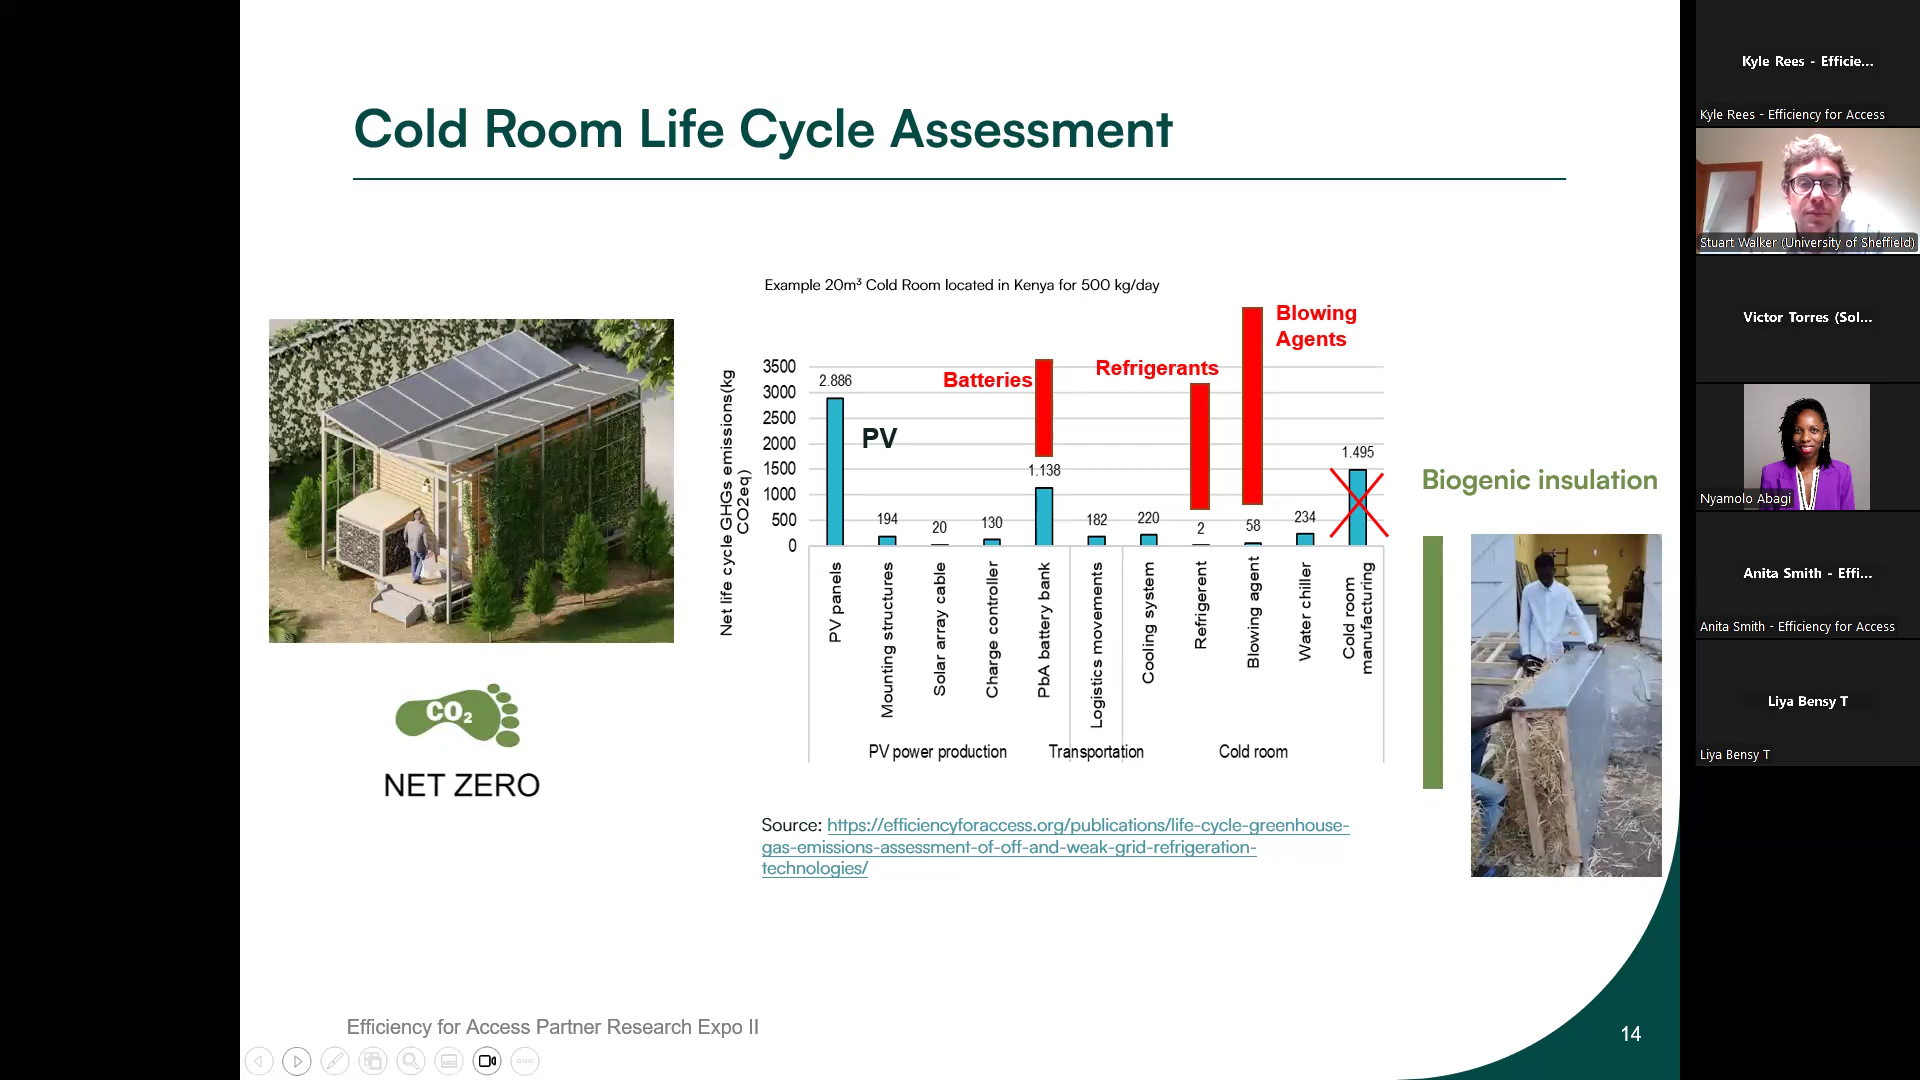 Cold Room Life Cycle Assessment
Example 20m³ Cold Room located in Kenya for 500 kg/day
Net life cycle GHGs emissions(kg
CO2eq)
3500
3000
2500
2000
1500
1000
500
0
2.886
194
20
130
1.138
182
220
2
58
234
1.495
PV
Batteries
Refrigerants
Blowing
Agents
PV panels
Mounting structures
Solar array cable
Charge controller
PbA battery bank
Logistics movements
Cooling system
Refrigerent
Blowing agent
Water chiller
Cold room
manufacturing
PV power production
Transportation
Cold room
Biogenic insulation
CO₂
NET ZERO
Source: https://efficiencyforaccess.org/publications/life-cycle-greenhouse-
gas-emissions-assessment-of-off-and-weak-grid-refrigeration-
technologies/
Efficiency for Access Partner Research Expo II
14
Kyle Rees - Efficie...
Kyle Rees - Efficiency for Access
Stuart Walker (University of Sheffield)
Victor Torres (Sol...
Nyamolo Abagi
Anita Smith - Effi...
Anita Smith - Efficiency for Access
Liya Bensy T
Liya Bensy T